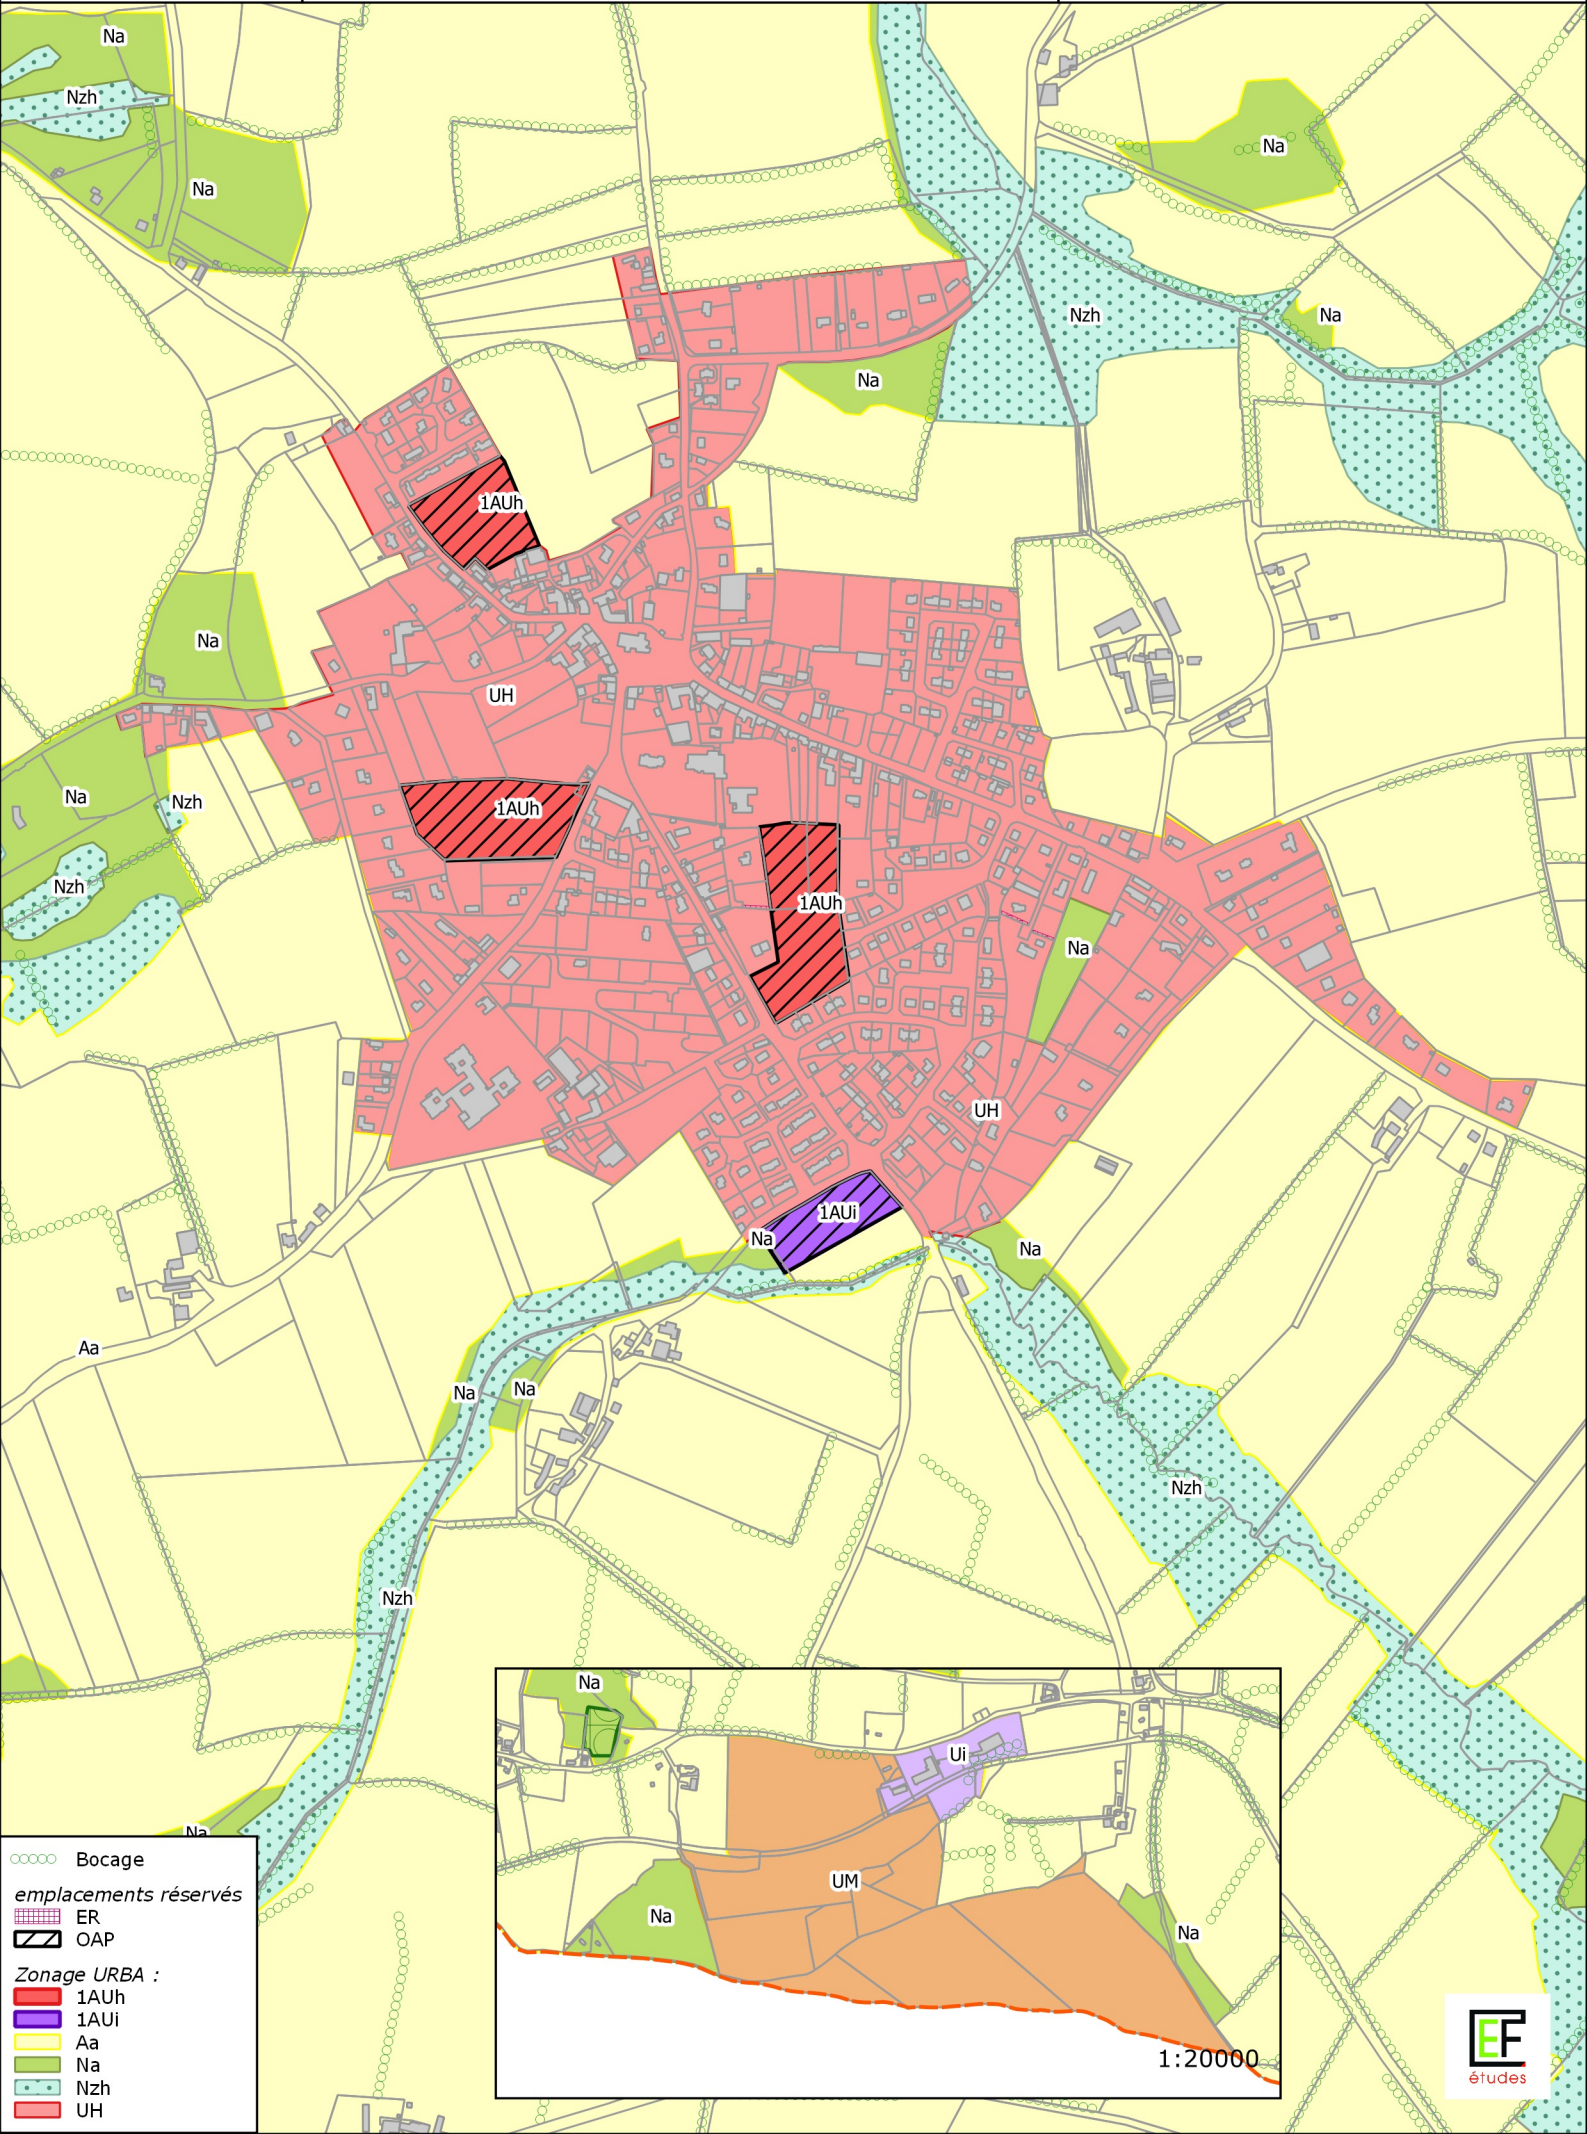 Na
Nzh
Na
Na
Nzh
Na
Na
1AUh
Na
UH
Na
Nzh
1AUh
Nzh
1AUh
Na
UH
1AUi
Na
Na
Aa
Na
Na
Nzh
Nzh
Na
Na
Ui
UM
Na
Na
1:20000
Bocage
emplacements réservés
ER
OAP
Zonage URBA :
1AUh
1AUi
Aa
Na
Nzh
UH
EF
études